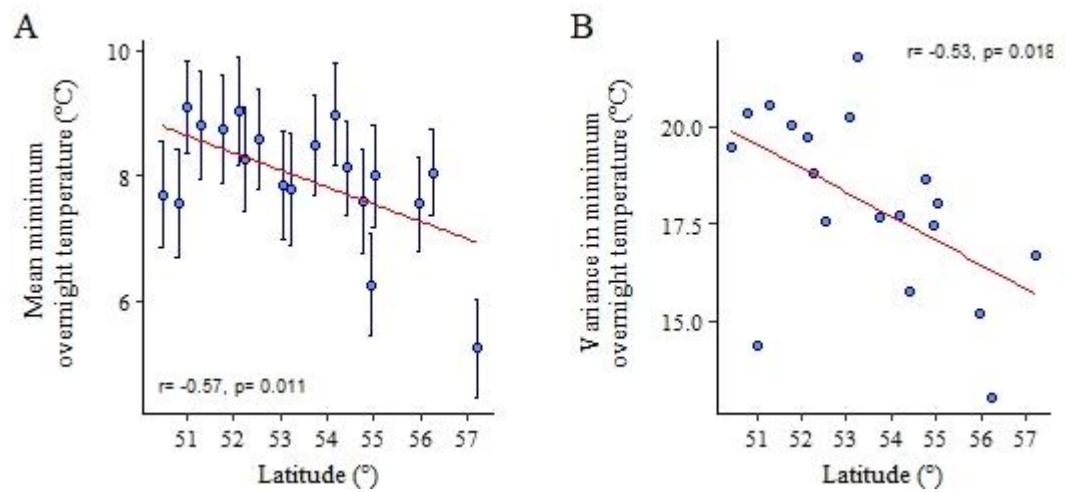 A
Mean mimimum
overnight temperature (°C)
10
8
6
r= -0.57, p= 0.011
51 52 53 54 55 56 57
Latitude (°)
B
Variance in minimum
overnight temperature (°C)
20.0
17.5
15.0
r= -0.53, p= 0.018
51 52 53 54 55 56 57
Latitude (°)